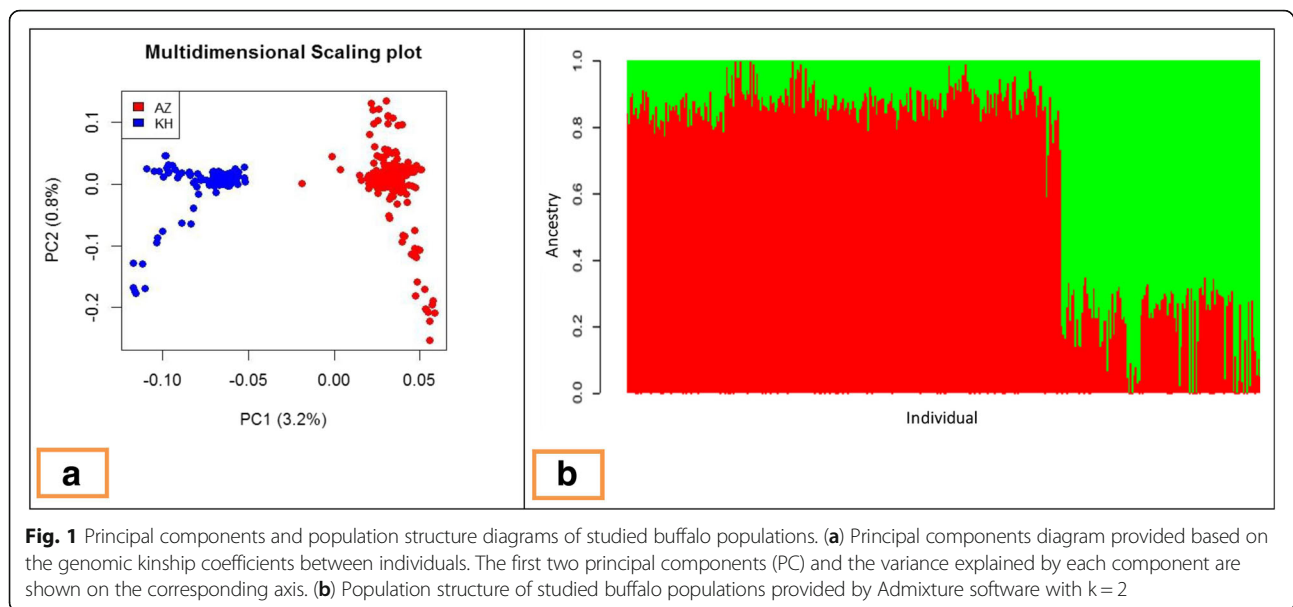 Multidimensional Scaling plot
AZ
KH
0.1
0.0
-0.1
-0.2
PC2 (0.8%)
-0.10
-0.05
0.00
0.05
PC1 (3.2%)
a
1.0
0.8
0.6
0.4
0.2
0.0
Ancestry
Individual
b
Fig. 1 Principal components and population structure diagrams of studied buffalo populations. (a) Principal components diagram provided based on
the genomic kinship coefficients between individuals. The first two principal components (PC) and the variance explained by each component are
shown on the corresponding axis. (b) Population structure of studied buffalo populations provided by Admixture software with k = 2